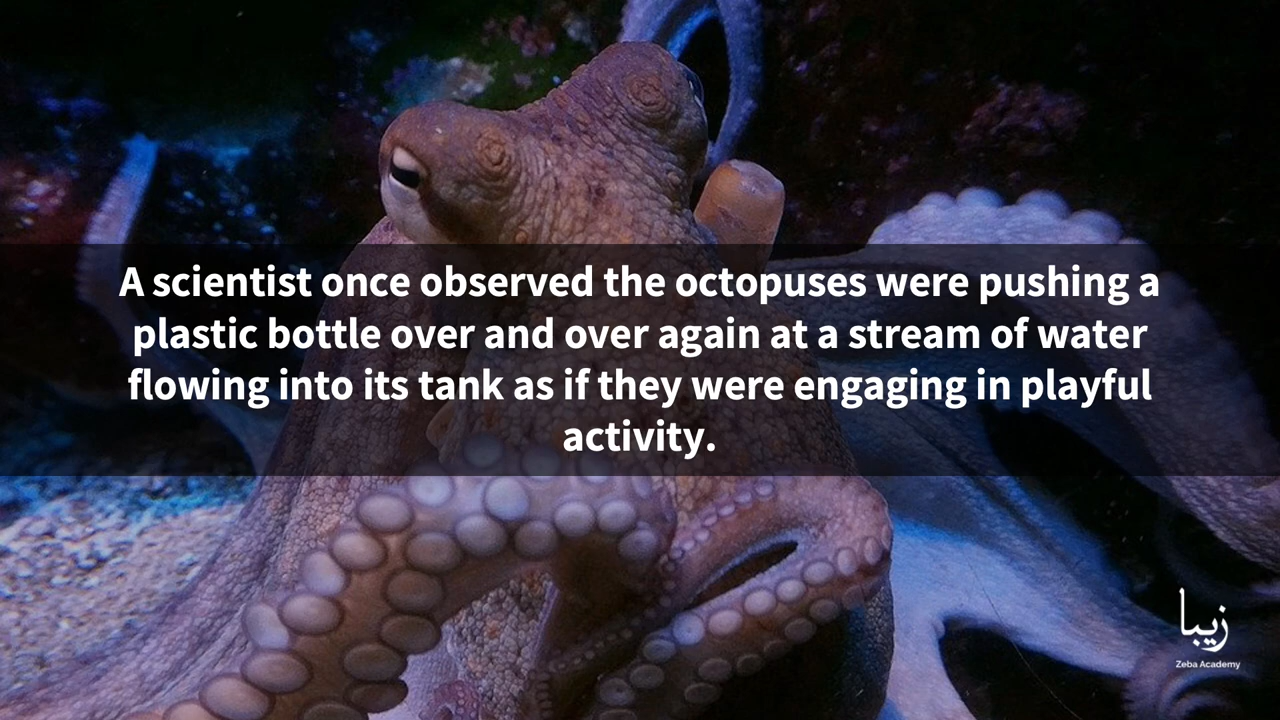 A scientist once observed the octopuses were pushing a
plastic bottle over and over again at a stream of water
flowing into its tank as if they were engaging in playful
activity.
زیبا
Zeba Academy